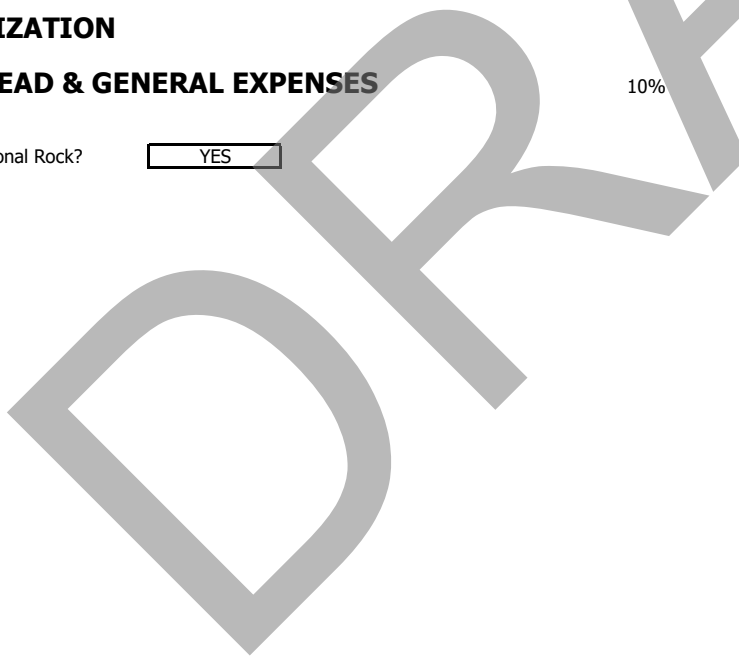 IZATION
EAD & GENERAL EXPENSES 10%
onal Rock? YES
DRA